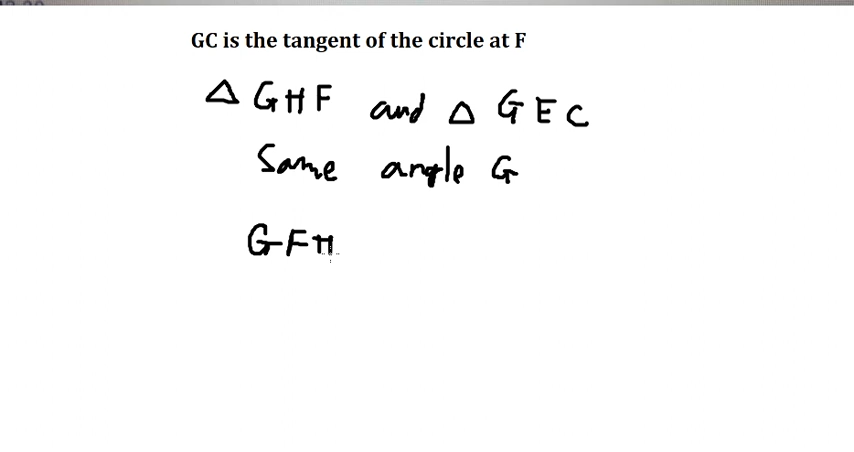 GC is the tangent of the circle at F
△ GHF and △ GEC
Same angle G
GFH